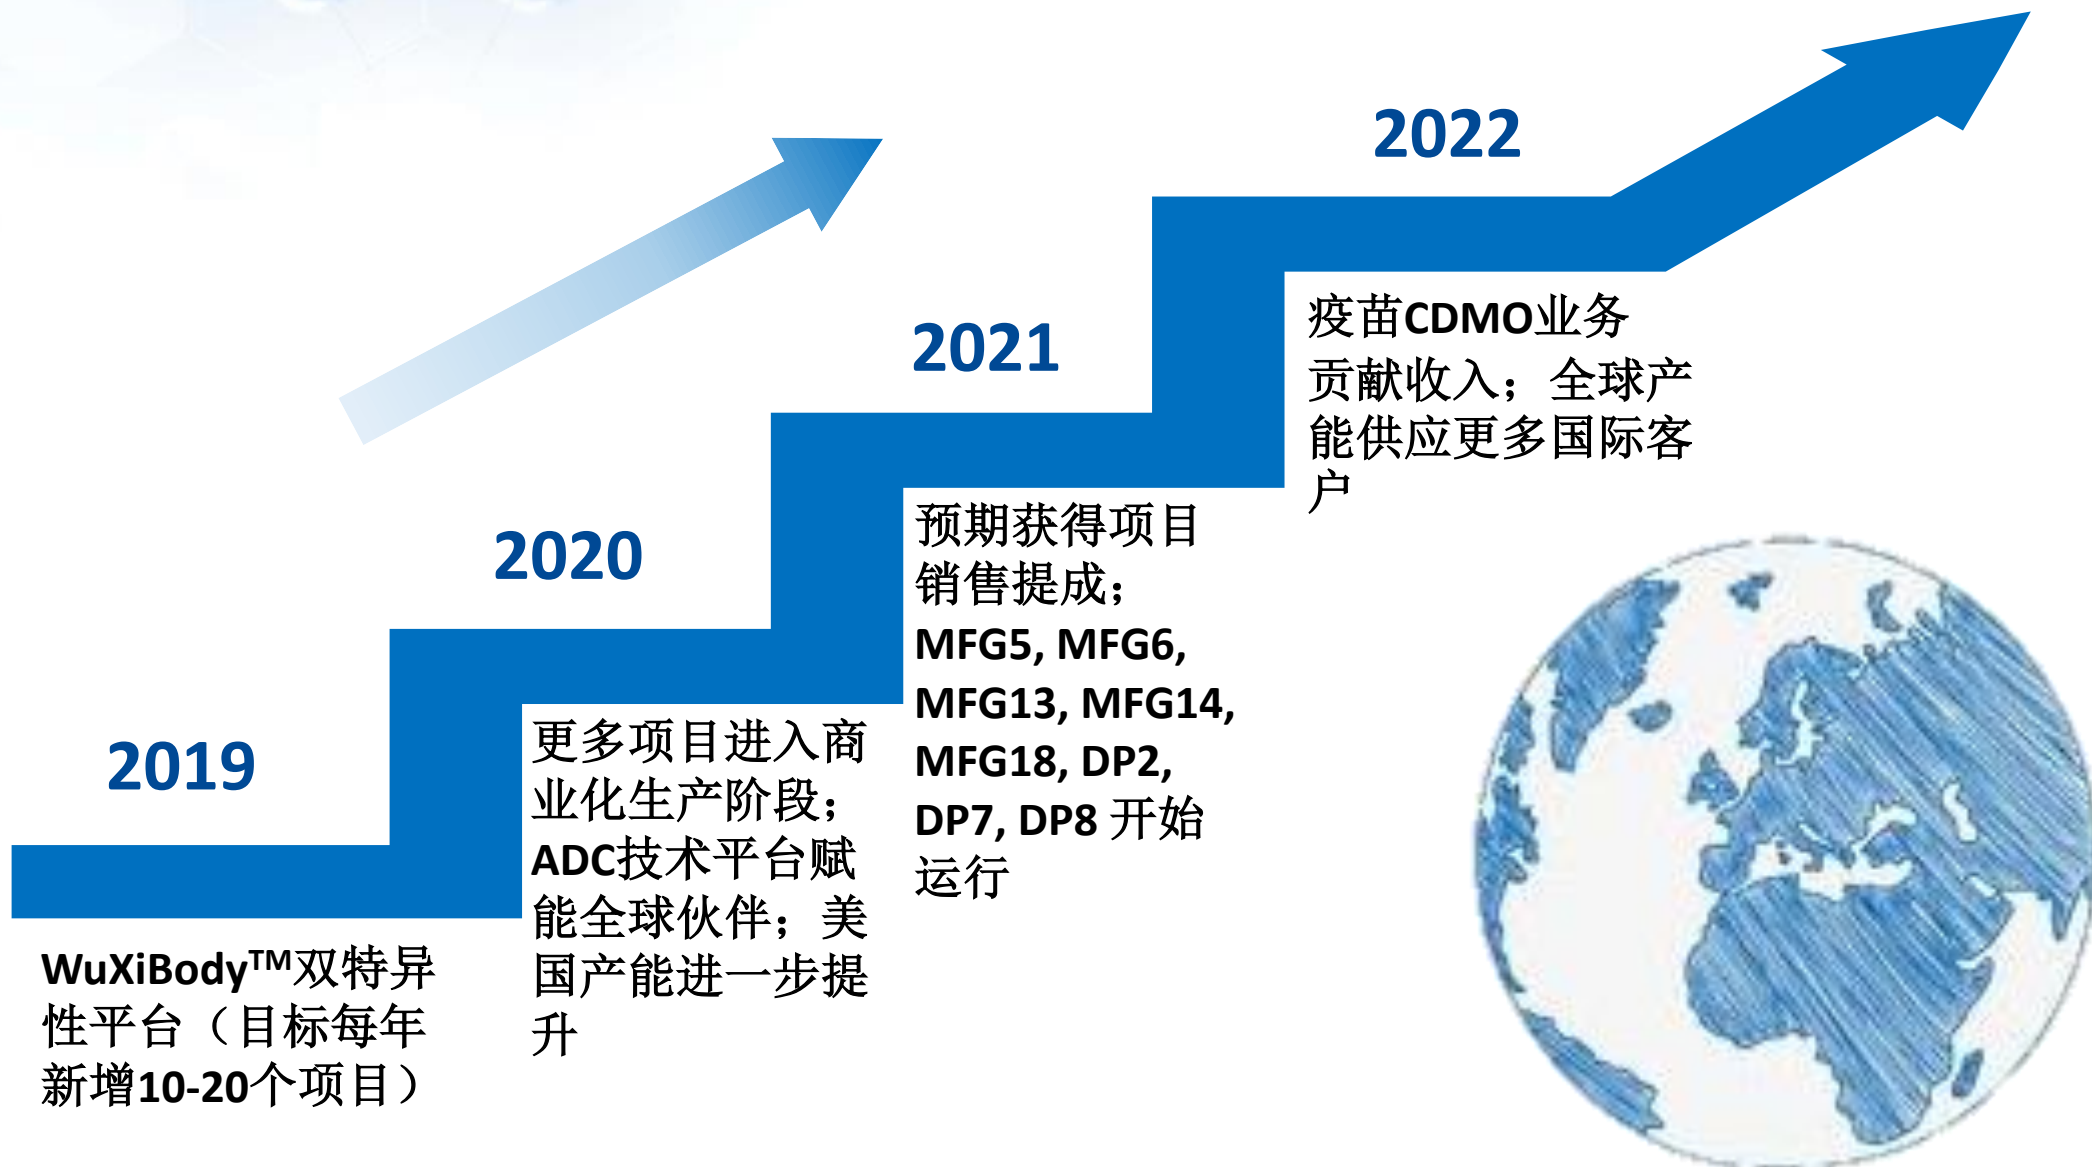 2019
WuXiBody™双特异
性平台（目标每年
新增10-20个项目）
2020
更多项目进入商
业化生产阶段；
ADC技术平台赋
能全球伙伴；美
国产能进一步提
升
2021
预期获得项目
销售提成；
MFG5, MFG6,
MFG13, MFG14,
MFG18, DP2,
DP7, DP8 开始
运行
2022
疫苗CDMO业务
贡献收入；全球产
能供应更多国际客
户